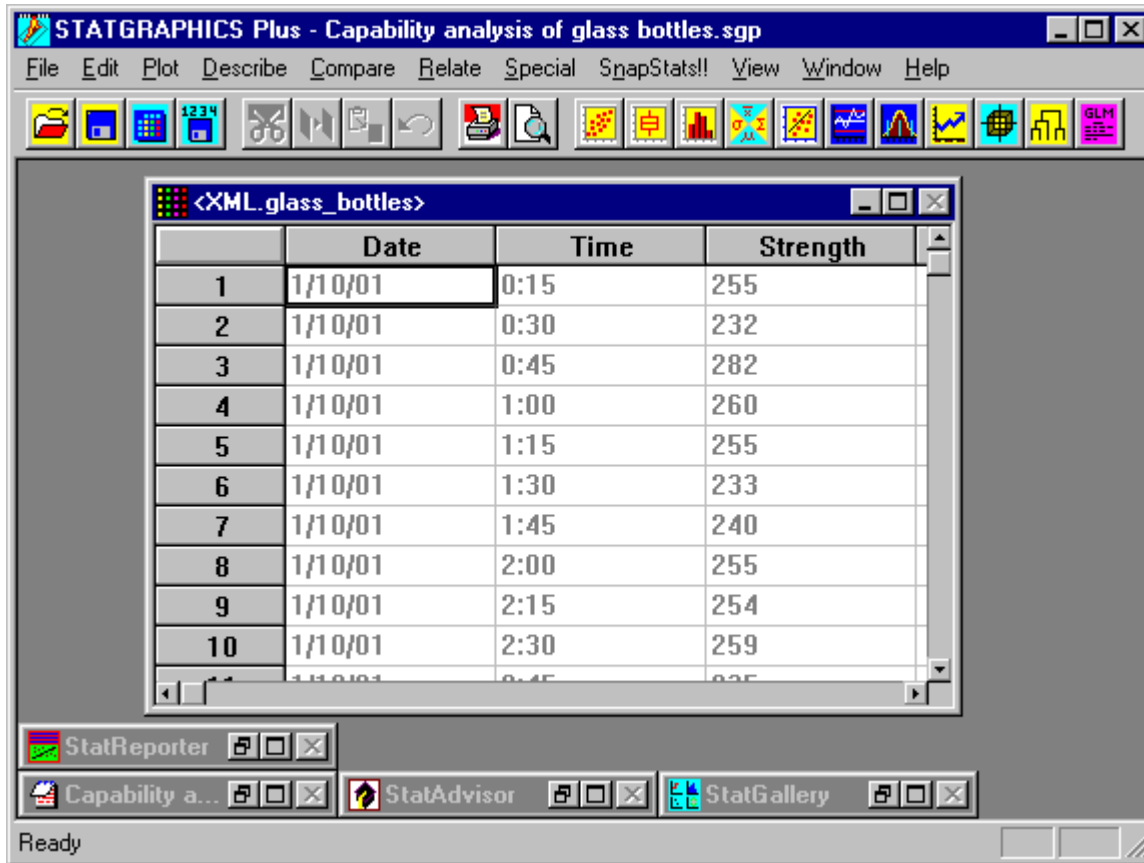 STATGRAPHICS Plus - Capability analysis of glass bottles.sgp
File Edit Plot Describe Compare Relate Special SnapStats!! View Window Help
1234
GLM
<XML.glass_bottles>
Date Time Strength
1 1/10/01 0:15 255
2 1/10/01 0:30 232
3 1/10/01 0:45 282
4 1/10/01 1:00 260
5 1/10/01 1:15 255
6 1/10/01 1:30 233
7 1/10/01 1:45 240
8 1/10/01 2:00 255
9 1/10/01 2:15 254
10 1/10/01 2:30 259
StatReporter
Capability a... StatAdvisor StatGallery
Ready